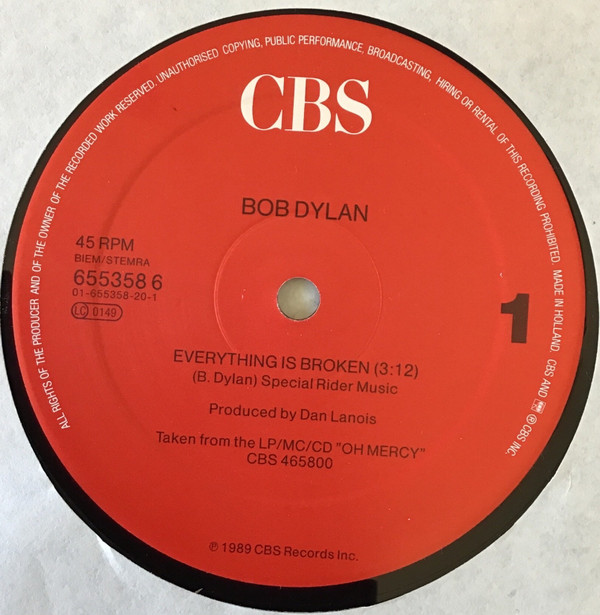 ALL RIGHTS OF THE PRODUCER AND OF THE OWNER OF THE RECORDED WORK RESERVED. UNAUTHORISED COPYING, PUBLIC PERFORMANCE, BROADCASTING, HIRING OR RENTAL OF THIS RECORDING PROHIBITED. MADE IN HOLLAND. CBS AND ® CBS INC.
CBS
BOB DYLAN
45 RPM
BIEM/STEMRA
655358 6
01-655358-20-1
LC 0149
1
EVERYTHING IS BROKEN (3:12)
(B. Dylan) Special Rider Music
Produced by Dan Lanois
Taken from the LP/MC/CD "OH MERCY"
CBS 465800
℗ 1989 CBS Records Inc.